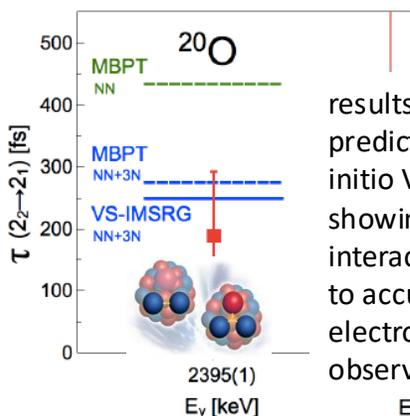 500
400
300
200
100
0
τ (2₂→2₁) [fs]
²⁰O
MBPT
NN
MBPT
NN+3N
VS-IMSRG
NN+3N
2395(1)
Eᵧ [keV]
results
predict
initio V
showin
interac
to accu
electro
observ
E